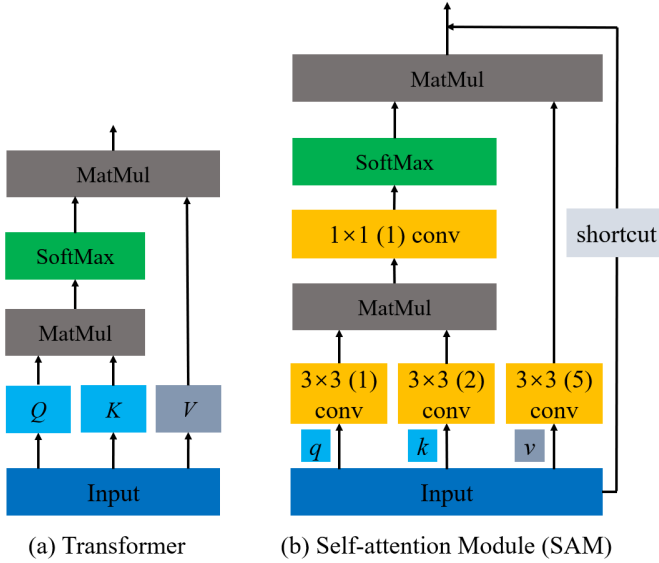 MatMul
SoftMax
MatMul
Q K V
Input
(a) Transformer
MatMul
SoftMax
1×1 (1) conv
shortcut
MatMul
3×3 (1) 3×3 (2) 3×3 (5)
conv conv conv
q k v
Input
(b) Self-attention Module (SAM)